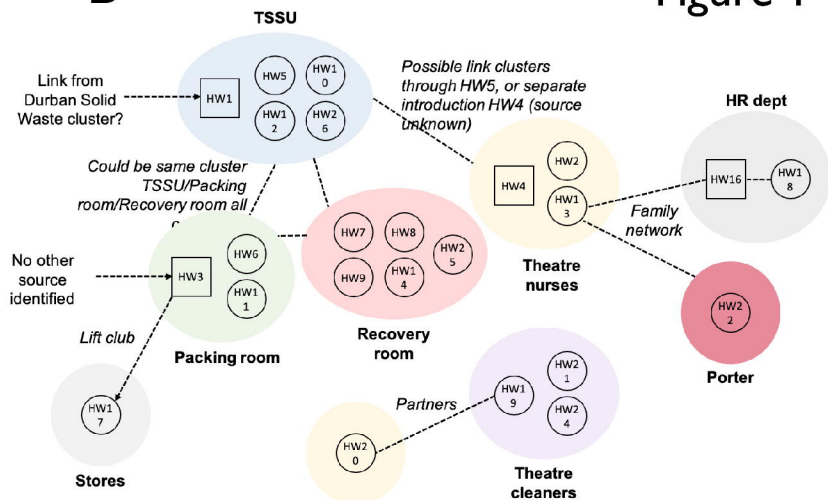 TSSU
Link from
Durban Solid
Waste cluster?
HW1
HW5
HW1
0
HW1
2
HW2
6
Possible link clusters
through HW5, or separate
introduction HW4 (source
unknown)
HR dept
HW16
HW1
8
HW4
HW2
HW1
3
Theatre
nurses
Family
network
Could be same cluster
TSSU/Packing
room/Recovery room all
No other
source
identified
HW3
HW6
HW1
1
Packing room
HW7
HW8
HW2
5
HW9
HW1
4
Recovery
room
HW2
2
Porter
Lift club
HW1
7
Stores
Partners
HW2
0
HW1
9
HW2
1
HW2
4
Theatre
cleaners